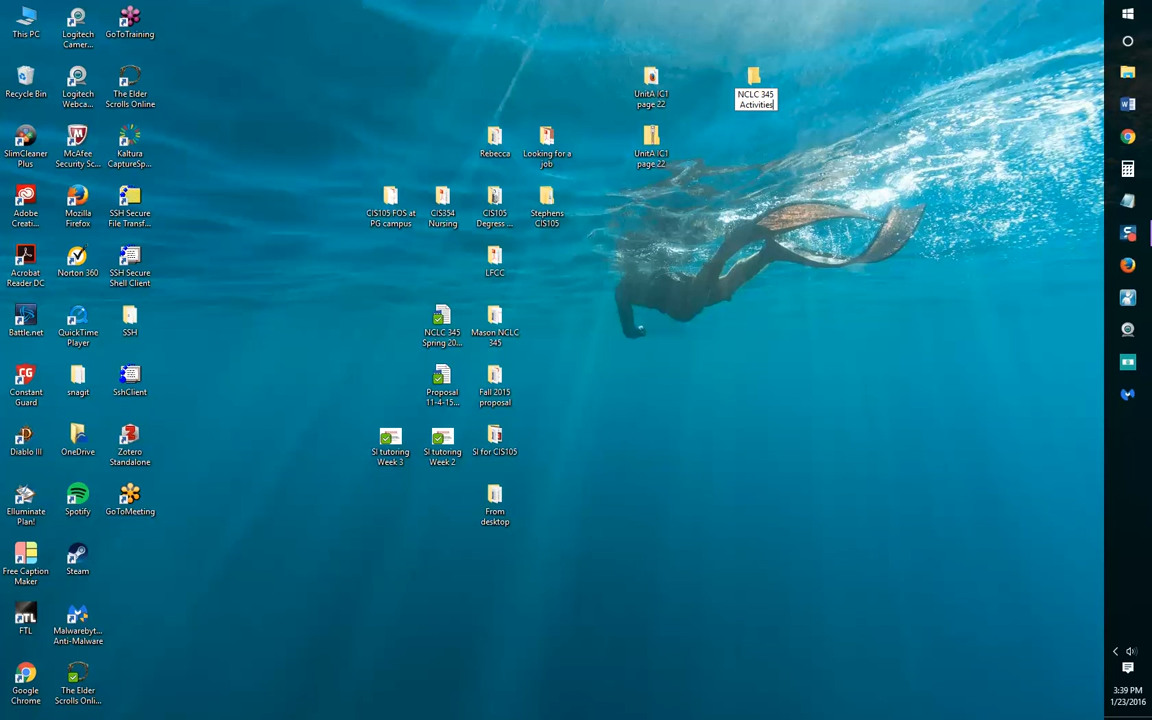 This PC
Logitech
Camer...
GoToTraining
Recycle Bin
Logitech
Webca...
The Elder
Scrolls Online
UnitA IC1
page 22
NCLC 345
Activities
SlimCleaner
Plus
McAfee
Security Sc...
Kaltura
CaptureSp...
Rebecca
Looking for a
job
UnitA IC1
page 22
Adobe
Creati...
Mozilla
Firefox
SSH Secure
File Transf...
CIS105 FOS at
PG campus
CIS354
Nursing
CIS105
Degress ...
Stephens
CIS105
Acrobat
Reader DC
Norton 360
SSH Secure
Shell Client
LFCC
Battle.net
QuickTime
Player
SSH
NCLC 345
Spring 20...
Mason NCLC
345
CG
Constant
Guard
snagit
SshClient
Proposal
11-4-15...
Fall 2015
proposal
Diablo III
OneDrive
Zotero
Standalone
SI tutoring
Week 3
SI tutoring
Week 2
SI for CIS105
Elluminate
Plan!
Spotify
GoToMeeting
From
desktop
Free Caption
Maker
Steam
FTL
FTL
Malwarebyt...
Anti-Malware
Google
Chrome
The Elder
Scrolls Onli...
3:39 PM
1/23/2016